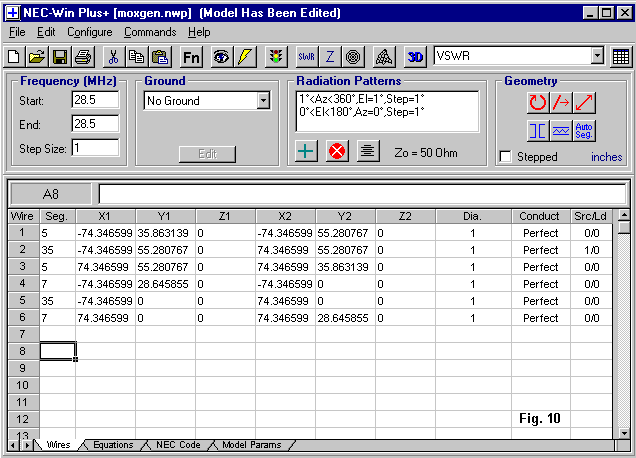 NEC-Win Plus+ [moxgen.nwp] (Model Has Been Edited)
File Edit Configure Commands Help
Fn SWR Z 3D VSWR
Frequency (MHz)
Start: 28.5
End: 28.5
Step Size: 1
Ground
No Ground
Edit
Radiation Patterns
1°<Az<360°,El=1°,Step=1°
0°<El<180°,Az=0°,Step=1°
Zo = 50 Ohm
Geometry
Auto Seg.
Stepped inches
A8
Wire Seg. X1 Y1 Z1 X2 Y2 Z2 Dia. Conduct Src/Ld
1 5 -74.346599 35.863139 0 -74.346599 55.280767 0 1 Perfect 0/0
2 35 -74.346599 55.280767 0 74.346599 55.280767 0 1 Perfect 1/0
3 5 74.346599 55.280767 0 74.346599 35.863139 0 1 Perfect 0/0
4 7 -74.346599 28.645855 0 -74.346599 0 0 1 Perfect 0/0
5 35 -74.346599 0 0 74.346599 0 0 1 Perfect 0/0
6 7 74.346599 0 0 74.346599 28.645855 0 1 Perfect 0/0
7
8
9
10
11
12 Fig. 10
13
Wires Equations NEC Code Model Params